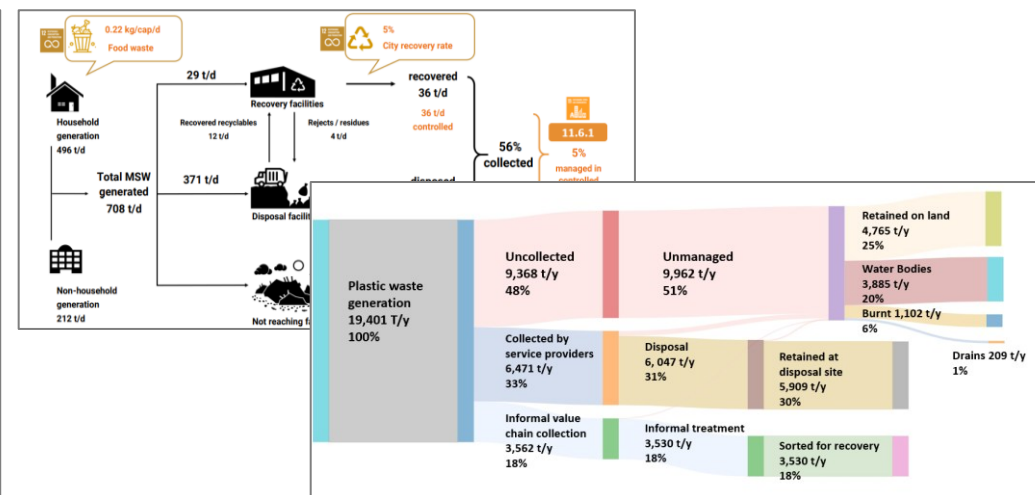 0.22 kg/cap/d
Food waste
5%
City recovery rate
Household
generation
496 t/d
Total MSW
generated
708 t/d
Non-household
generation
212 t/d
29 t/d
Recovery facilities
Recovered recyclables
12 t/d
Rejects / residues
4 t/d
371 t/d
Disposal facilit
Not reaching fa
recovered
36 t/d
36 t/d
controlled
disposed
56%
collected
11.6.1
5%
managed in
controlled
Plastic waste
generation
19,401 T/y
100%
Uncollected
9,368 t/y
48%
Collected by
service providers
6,471 t/y
33%
Informal value
chain collection
3,562 t/y
18%
Unmanaged
9,962 t/y
51%
Disposal
6, 047 t/y
31%
Informal treatment
3,530 t/y
18%
Retained on land
4,765 t/y
25%
Water Bodies
3,885 t/y
20%
Burnt 1,102 t/y
6%
Drains 209 t/y
1%
Retained at
disposal site
5,909 t/y
30%
Sorted for recovery
3,530 t/y
18%